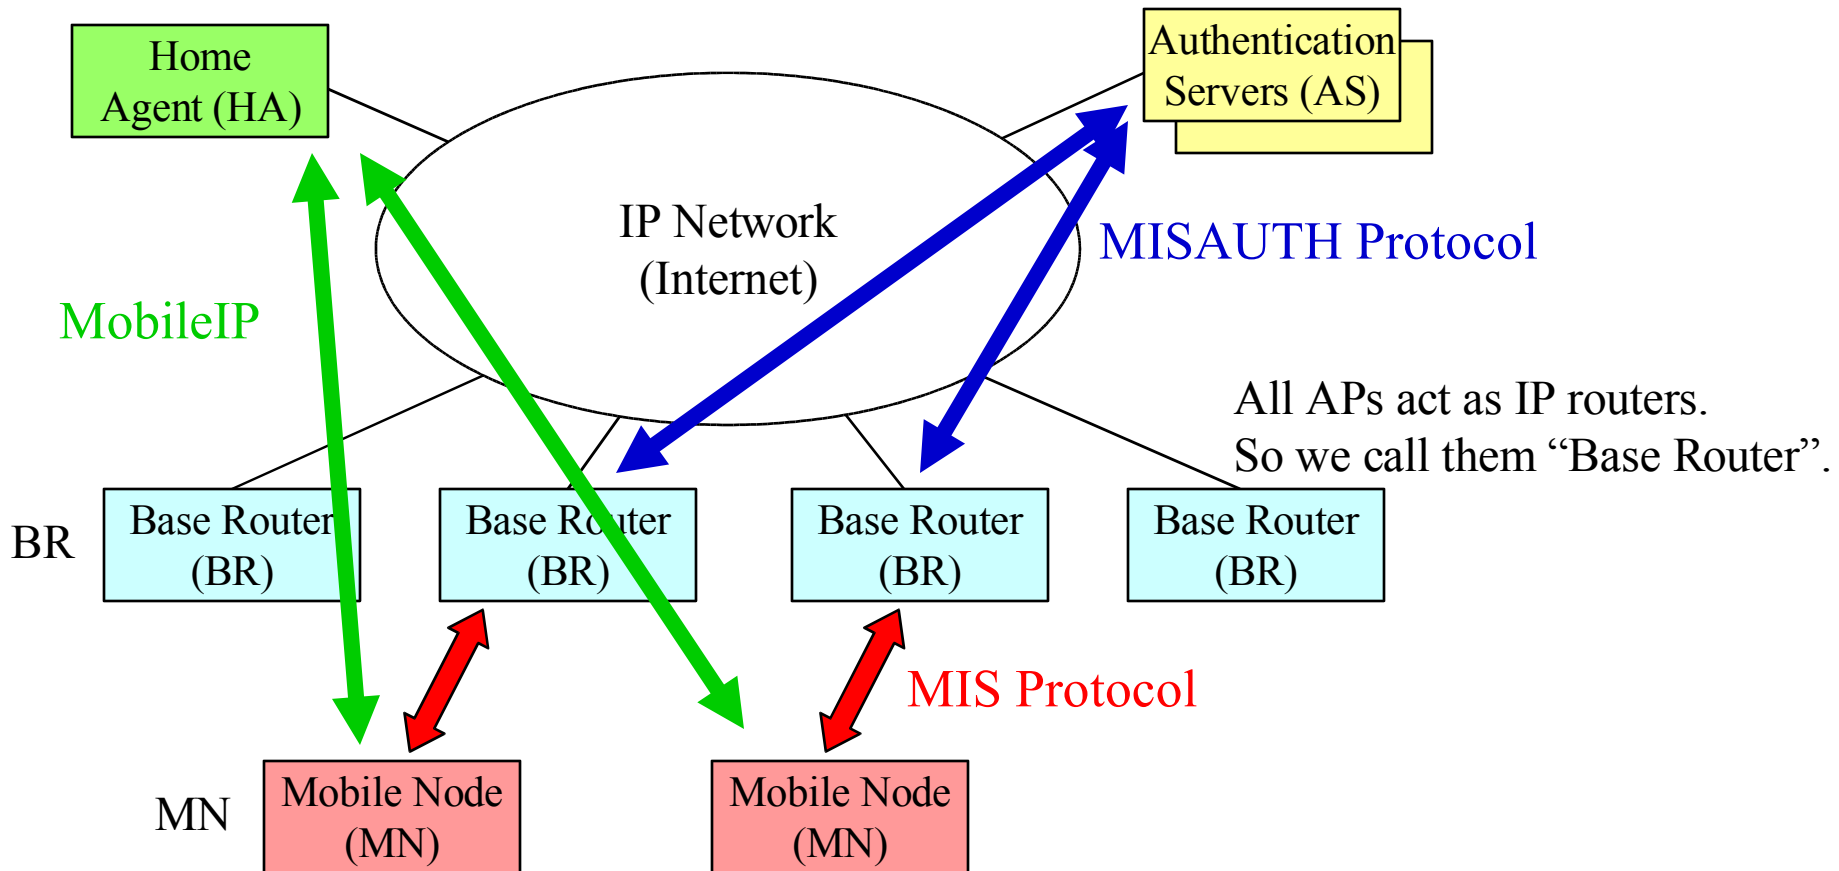 Home
Agent (HA)
Authentication
Servers (AS)
IP Network
(Internet)
MISAUTH Protocol
MobileIP
All APs act as IP routers.
So we call them “Base Router”.
BR
Base Router
(BR)
Base Router
(BR)
Base Router
(BR)
Base Router
(BR)
MIS Protocol
MN
Mobile Node
(MN)
Mobile Node
(MN)